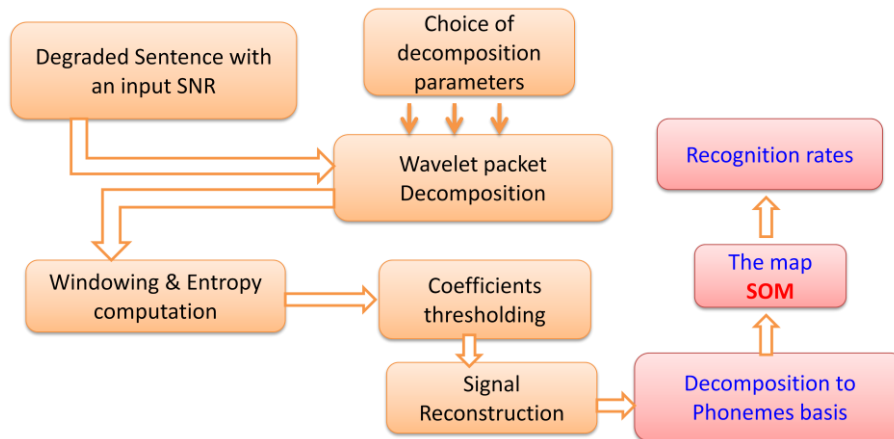 Degraded Sentence with
an input SNR
Choice of
decomposition
parameters
Wavelet packet
Decomposition
Windowing & Entropy
computation
Coefficients
thresholding
Signal
Reconstruction
Decomposition to
Phonemes basis
The map
SOM
Recognition rates